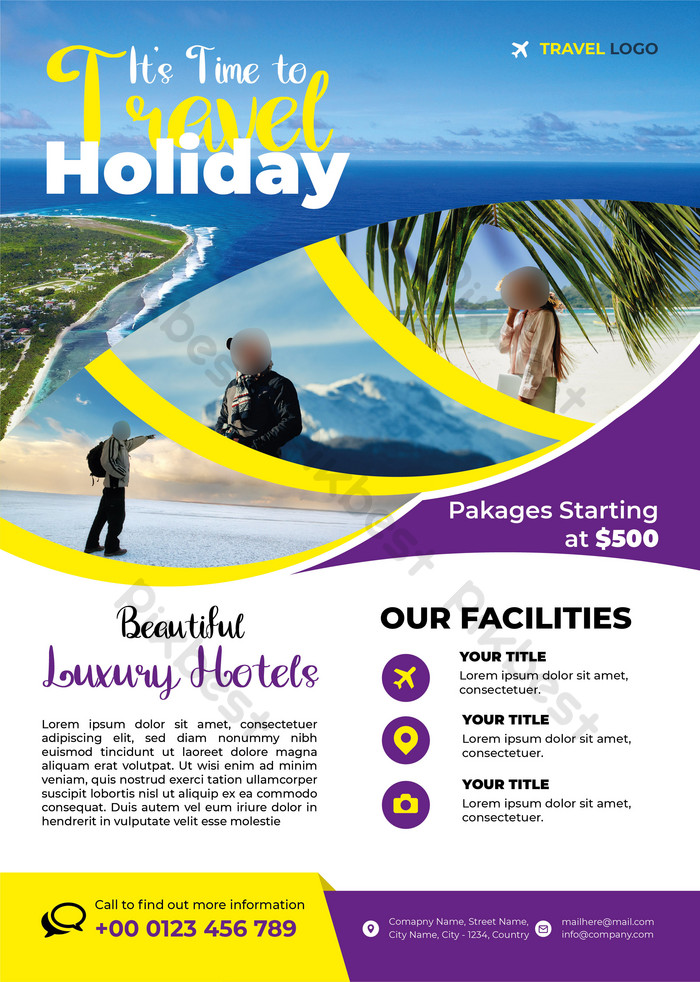 It's Time to
Travel
Holiday
TRAVEL LOGO
Pakages Starting
at $500
Beautiful
Luxury Hotels
Lorem ipsum dolor sit amet, consectetuer
adipiscing elit, sed diam nonummy nibh
euismod tincidunt ut laoreet dolore magna
aliquam erat volutpat. Ut wisi enim ad minim
veniam, quis nostrud exerci tation ullamcorper
suscipit lobortis nisl ut aliquip ex ea commodo
consequat. Duis autem vel eum iriure dolor in
hendrerit in vulputate velit esse molestie
OUR FACILITIES
YOUR TITLE
Lorem ipsum dolor sit amet,
consectetuer.
YOUR TITLE
Lorem ipsum dolor sit amet,
consectetuer.
YOUR TITLE
Lorem ipsum dolor sit amet,
consectetuer.
Call to find out more information
+00 0123 456 789
Comapny Name, Street Name,
City Name, City - 1234, Country
mailhere@mail.com
info@company.com
pikbest
pikbest
pikbest
pikbest
pikbest